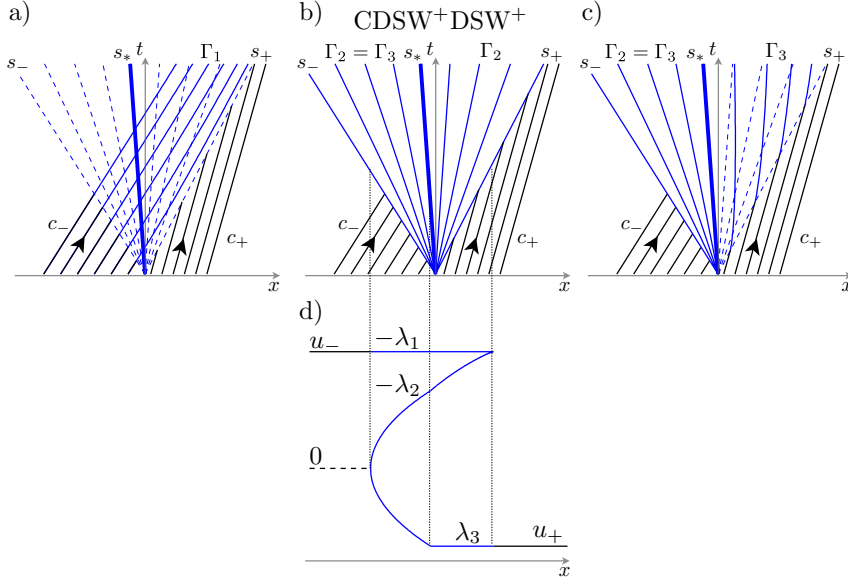 a) b) CDSW⁺DSW⁺ c)
s₋ s* t Γ₁ s₊
s₋ Γ₂ = Γ₃ s* t Γ₂ s₊
s₋ Γ₂ = Γ₃ s* t Γ₃ s₊
c₋ c₊ x
c₋ c₊ x
c₋ c₊ x
d)
u₋ −λ₁
−λ₂
0
λ₃ u₊
x